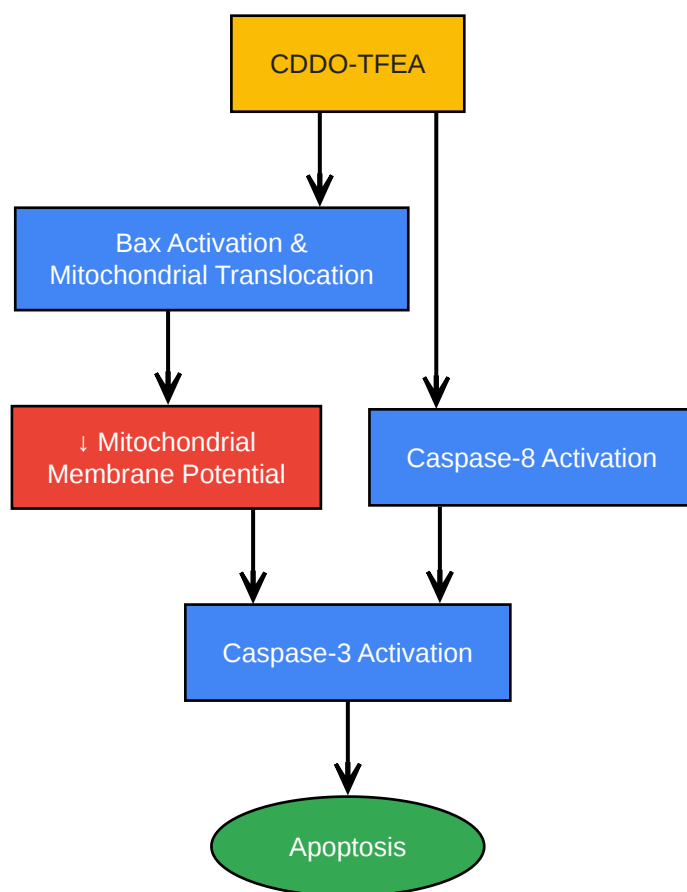 CDDO-TFEA
Bax Activation &
Mitochondrial Translocation
↓ Mitochondrial
Membrane Potential
Caspase-8 Activation
Caspase-3 Activation
Apoptosis